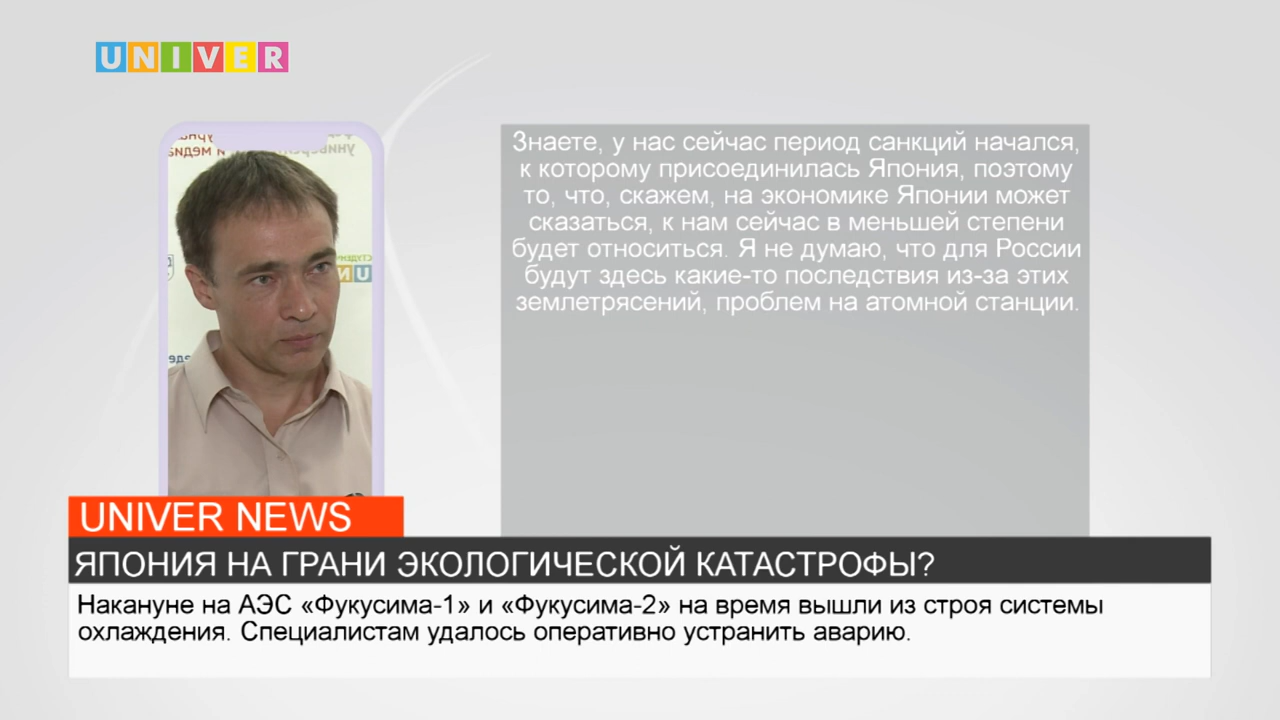 UNIVER
Знаете, у нас сейчас период санкций начался,
к которому присоединилась Япония, поэтому
то, что, скажем, на экономике Японии может
сказаться, к нам сейчас в меньшей степени
будет относиться. Я не думаю, что для России
будут здесь какие-то последствия из-за этих
землетрясений, проблем на атомной станции.
UNIVER NEWS
ЯПОНИЯ НА ГРАНИ ЭКОЛОГИЧЕСКОЙ КАТАСТРОФЫ?
Накануне на АЭС «Фукусима-1» и «Фукусима-2» на время вышли из строя системы
охлаждения. Специалистам удалось оперативно устранить аварию.